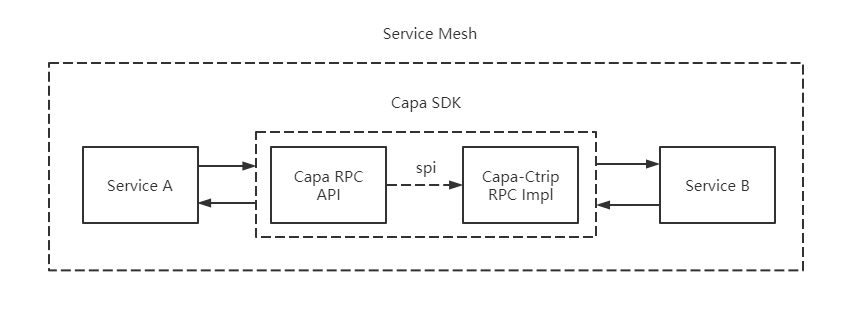 Service Mesh
Capa SDK
Service A
Capa RPC
API
spi
Capa-Ctrip
RPC Impl
Service B